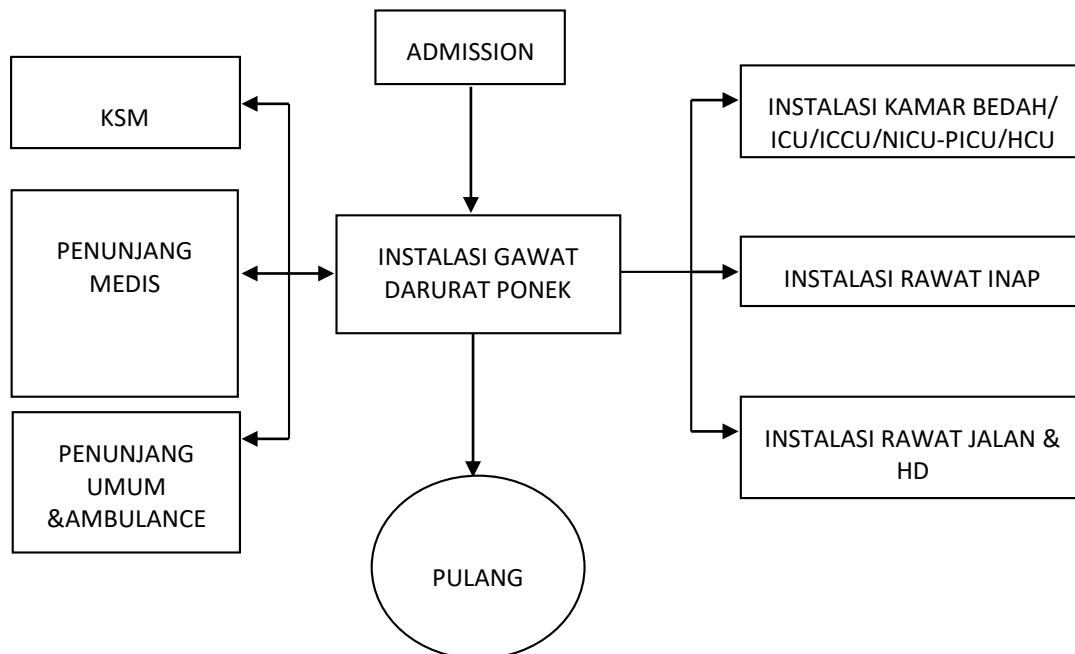 ADMISSION
KSM
INSTALASI KAMAR BEDAH/
ICU/ICCU/NICU-PICU/HCU
PENUNJANG
MEDIS
INSTALASI GAWAT
DARURAT PONEK
INSTALASI RAWAT INAP
PENUNJANG
UMUM
&AMBULANCE
INSTALASI RAWAT JALAN &
HD
PULANG